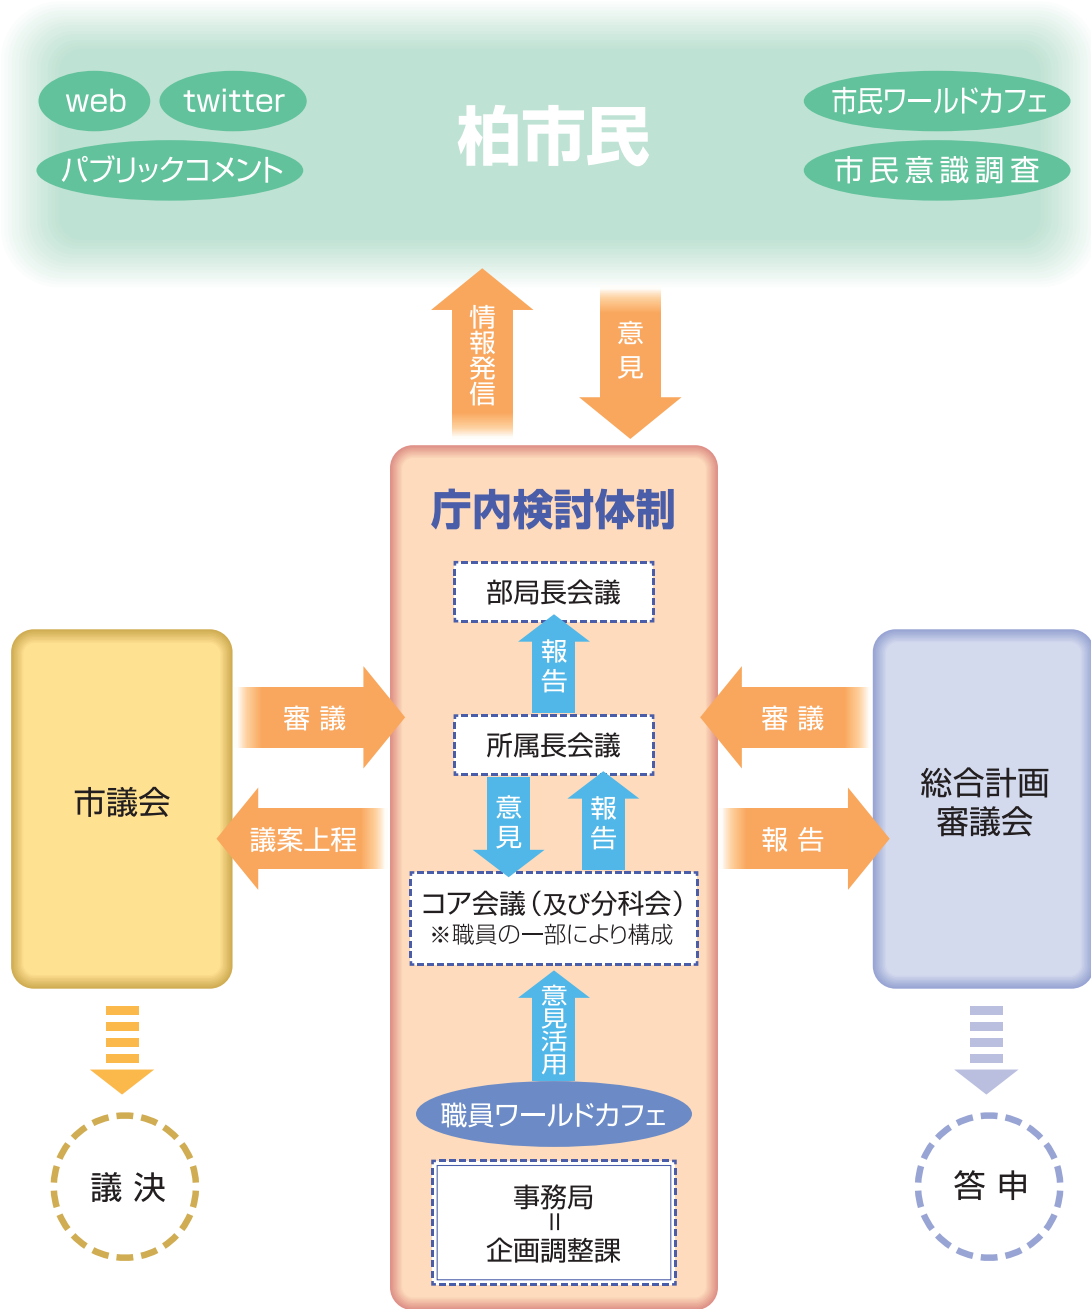 web
twitter
パブリックコメント
柏市民
市民ワールドカフェ
市民意識調査
情報発信
意見
庁内検討体制
部局長会議
報告
所属長会議
意見
報告
コア会議（及び分科会）
※職員の一部により構成
意見活用
職員ワールドカフェ
事務局
＝
企画調整課
審議
議案上程
市議会
議決
審議
報告
総合計画
審議会
答申